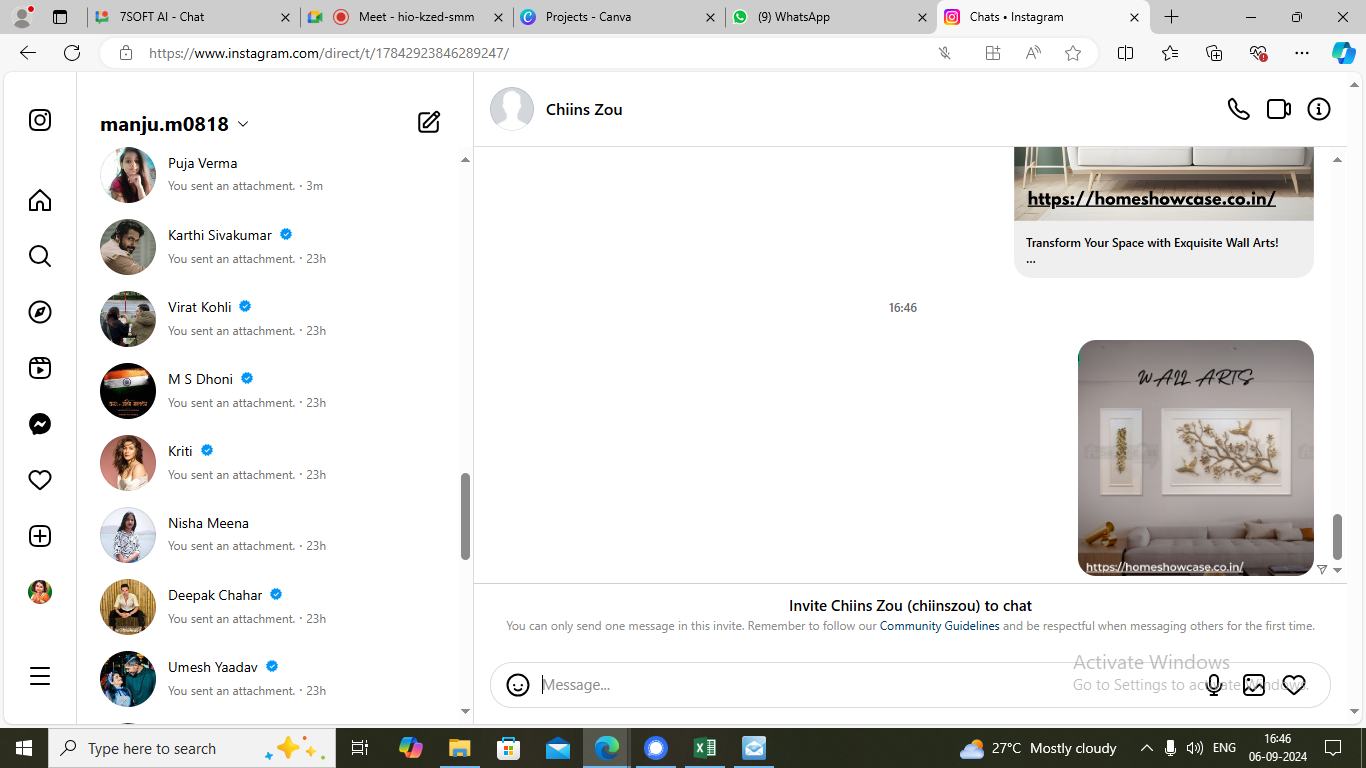 7SOFT AI - Chat
Meet - hio-kzed-smm
Projects - Canva
(9) WhatsApp
Chats • Instagram
https://www.instagram.com/direct/t/17842923846289247/
manju.m0818
Puja Verma
You sent an attachment. · 3m
Karthi Sivakumar
You sent an attachment. · 23h
Virat Kohli
You sent an attachment. · 23h
M S Dhoni
You sent an attachment. · 23h
Kriti
You sent an attachment. · 23h
Nisha Meena
You sent an attachment. · 23h
Deepak Chahar
You sent an attachment. · 23h
Umesh Yaadav
You sent an attachment. · 23h
Chiins Zou
https://homeshowcase.co.in/
Transform Your Space with Exquisite Wall Arts!
...
16:46
WALL ARTS
https://homeshowcase.co.in/
Invite Chiins Zou (chiinszou) to chat
You can only send one message in this invite. Remember to follow our Community Guidelines and be respectful when messaging others for the first time.
Message...
Activate Windows
Go to Settings to activate Windows.
Type here to search
27°C Mostly cloudy
ENG
16:46
06-09-2024